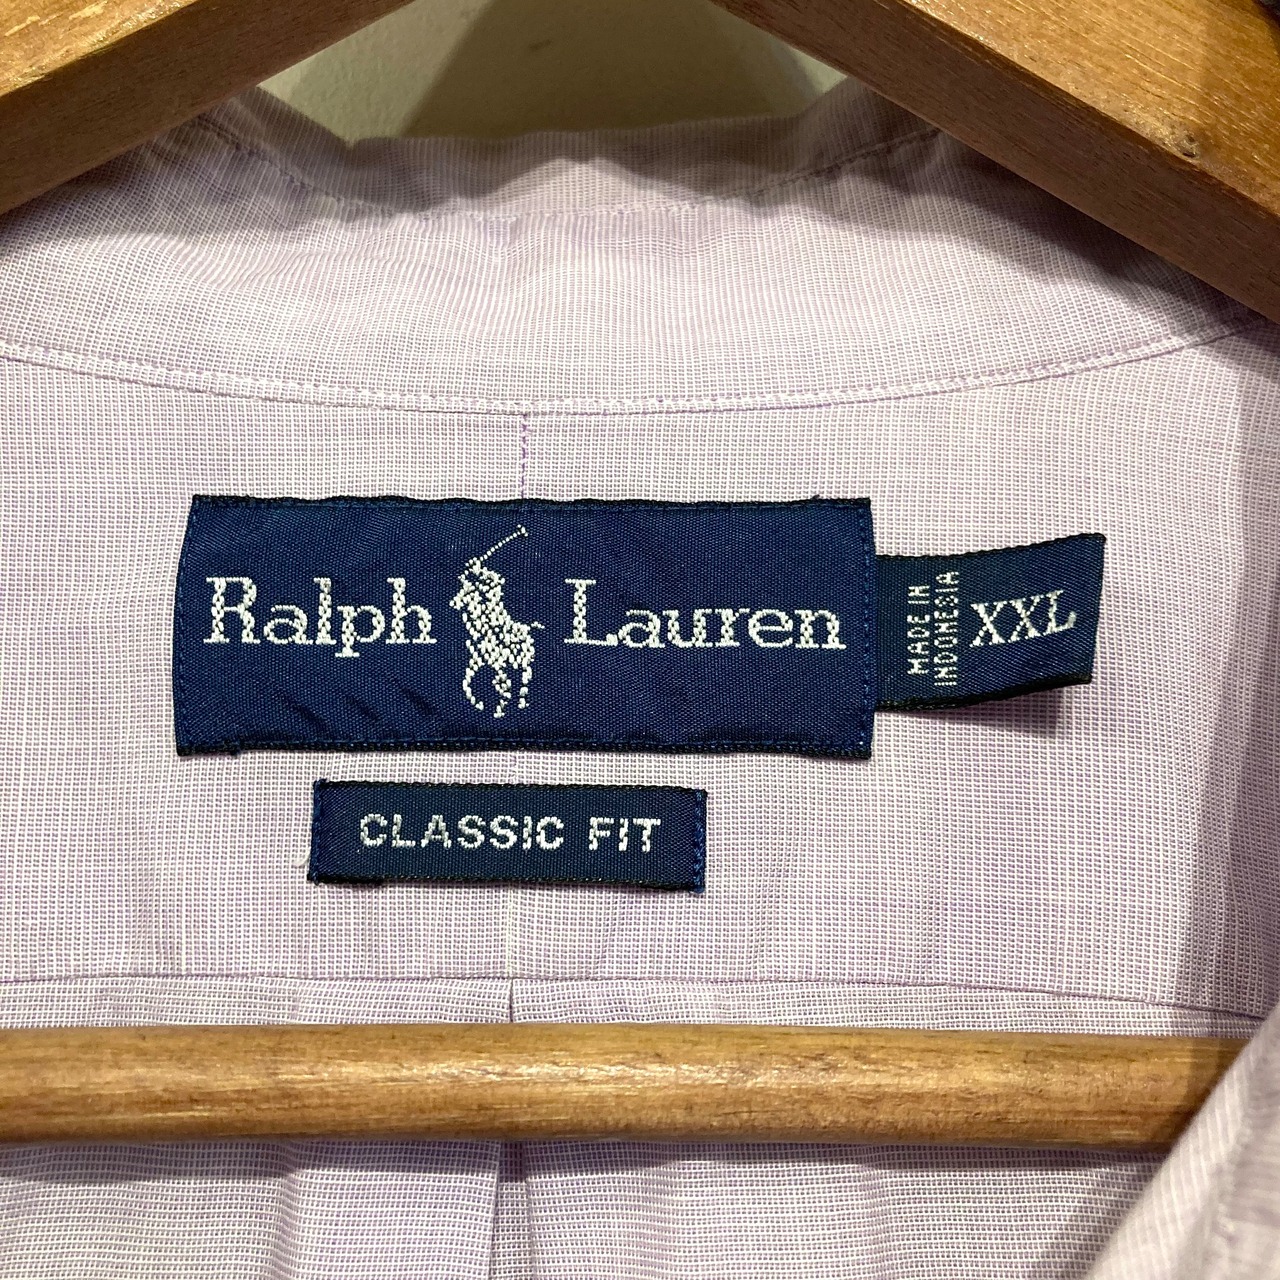 Ralph Lauren
MADE IN
INDONESIA
XXL
CLASSIC FIT